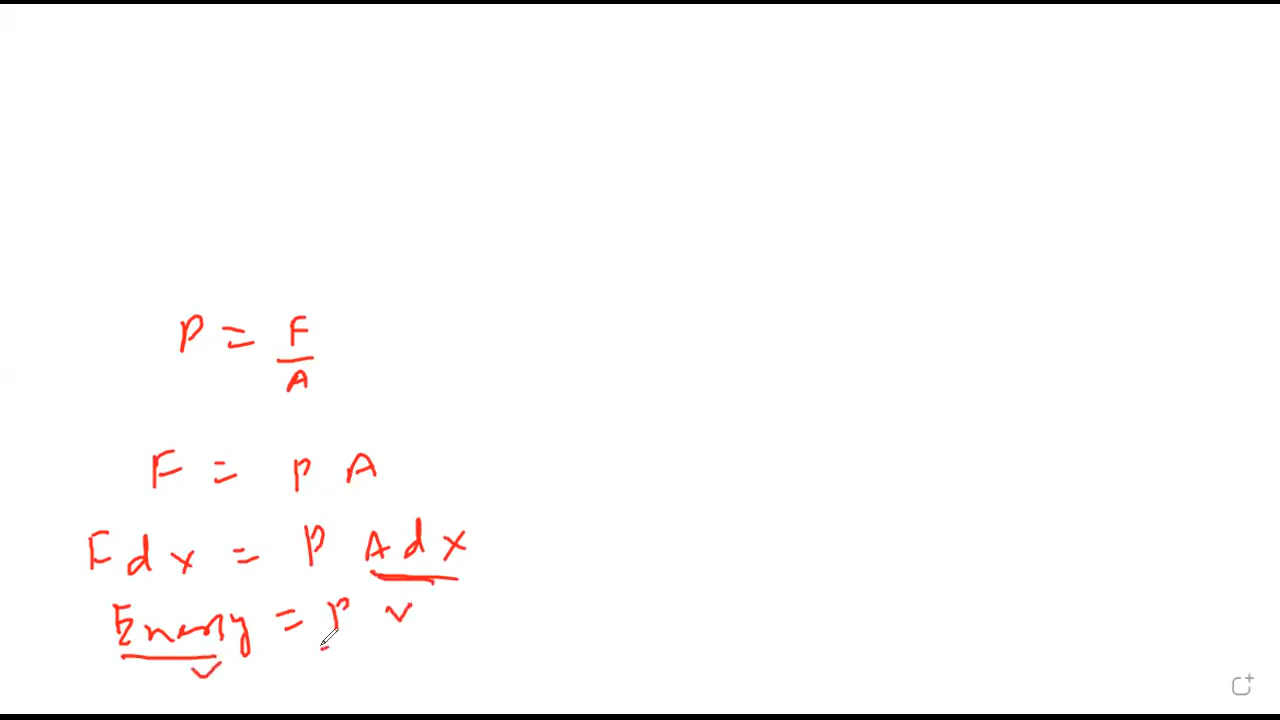 P = F/A
F = P A
F dx = P A dx
Energy = P V